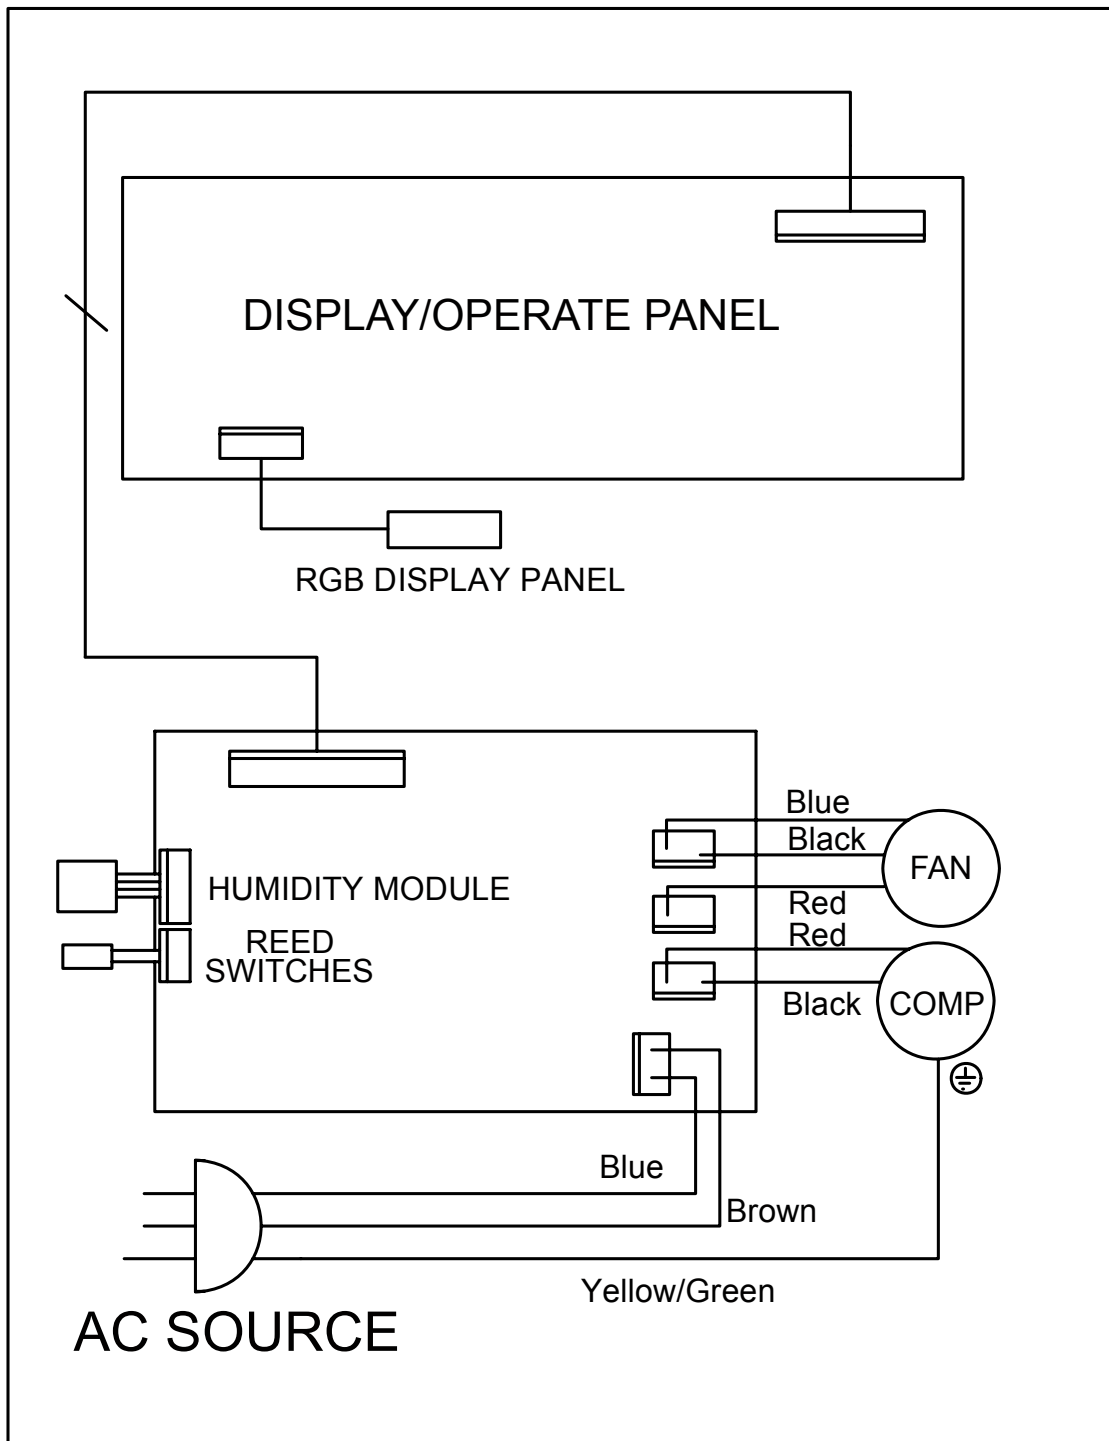 DISPLAY/OPERATE PANEL
RGB DISPLAY PANEL
Blue
Black
FAN
HUMIDITY MODULE
Red
REED
SWITCHES
Red
Black
COMP
Blue
Brown
Yellow/Green
AC SOURCE